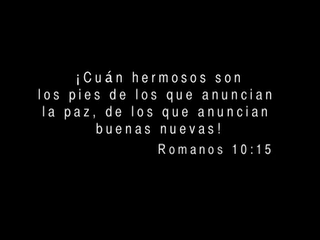 ¡Cuán hermosos son
los pies de los que anuncian
la paz, de los que anuncian
buenas nuevas!
Romanos 10:15